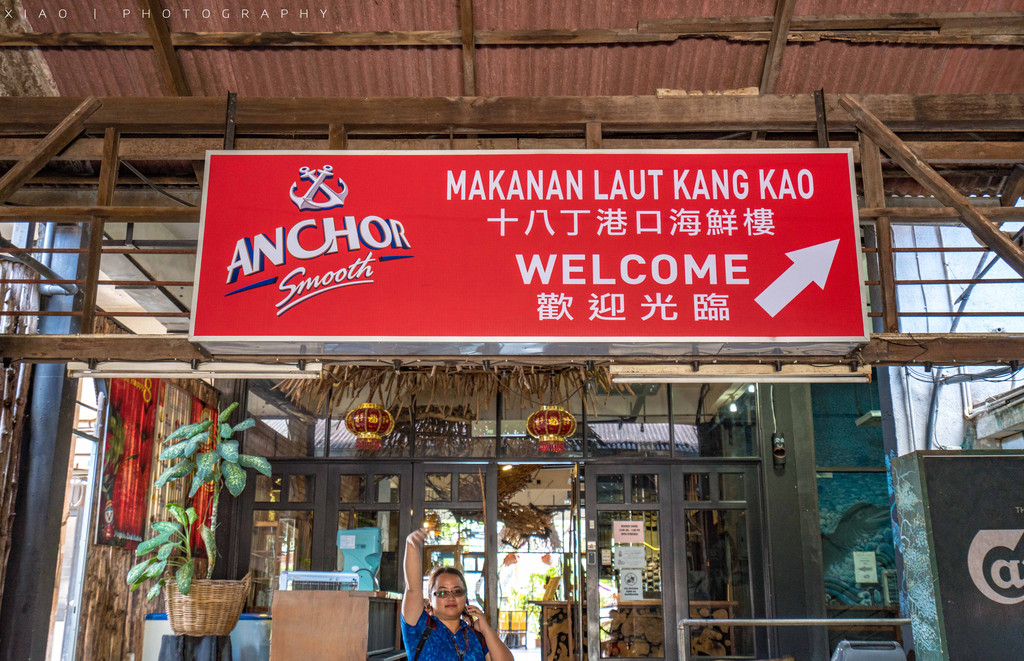 XIAO | PHOTOGRAPHY
ANCHOR
Smooth
MAKANAN LAUT KANG KAO
十八丁港口海鮮樓
WELCOME
歡迎光臨